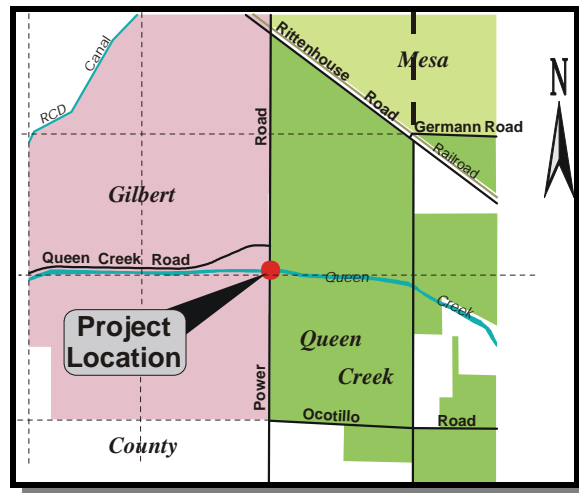 Rittenhouse Road
Mesa
N
RCD Canal
Germann Road
Railroad
Power Road
Gilbert
Queen Creek Road
Queen Creek
Project
Location
Queen
Creek
Ocotillo Road
County